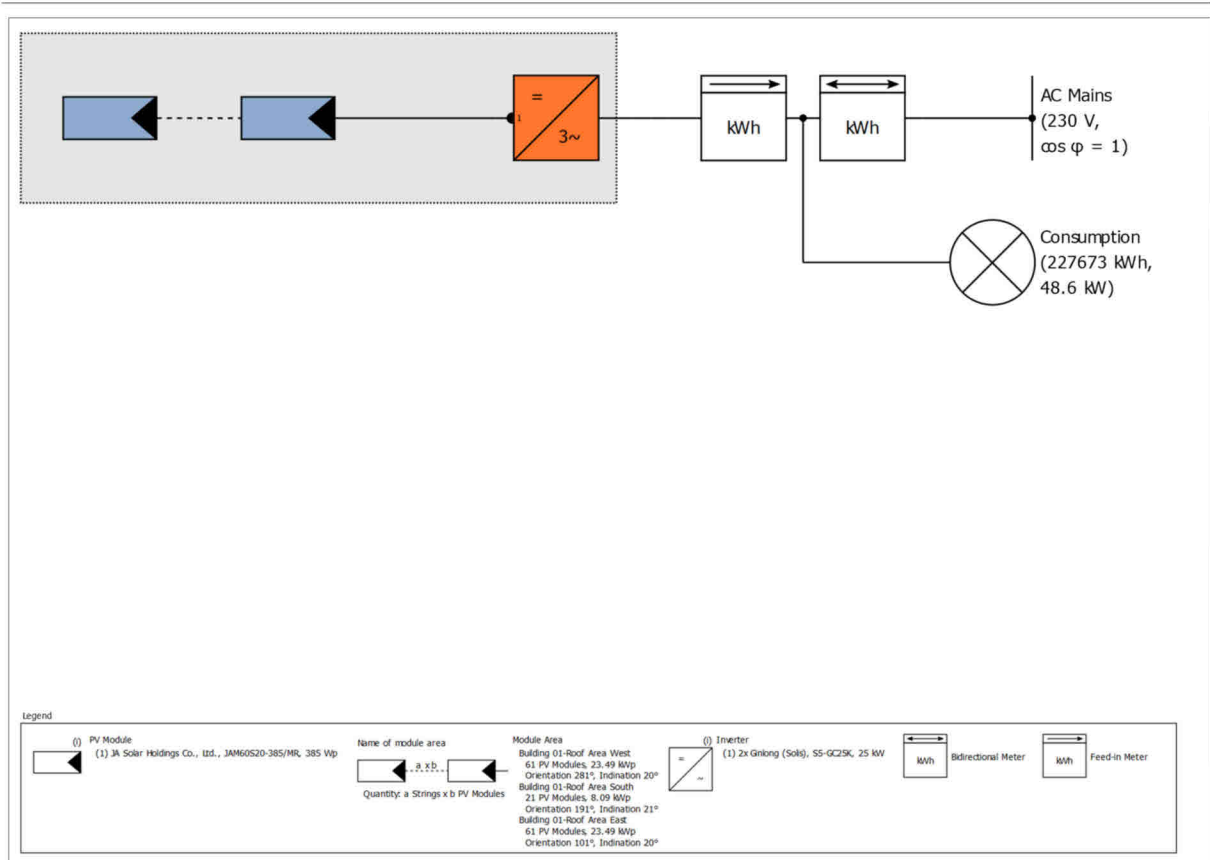 =
1
3~
kWh
kWh
AC Mains
(230 V,
cos φ = 1)
Consumption
(227673 kWh,
48.6 kW)
Legend
(i) PV Module
(1) JA Solar Holdings Co., Ltd., JAM60S20-385/MR, 385 Wp
Name of module area
a x b
Quantity: a Strings x b PV Modules
Module Area
Building 01-Roof Area West
61 PV Modules, 23.49 kWp
Orientation 281°, Inclination 20°
Building 01-Roof Area South
21 PV Modules, 8.09 kWp
Orientation 191°, Inclination 21°
Building 01-Roof Area East
61 PV Modules, 23.49 kWp
Orientation 101°, Inclination 20°
(i) Inverter
=
~
(1) 2x Ginlong (Solis), S5-GC25K, 25 kW
kWh
Bidirectional Meter
kWh
Feed-in Meter